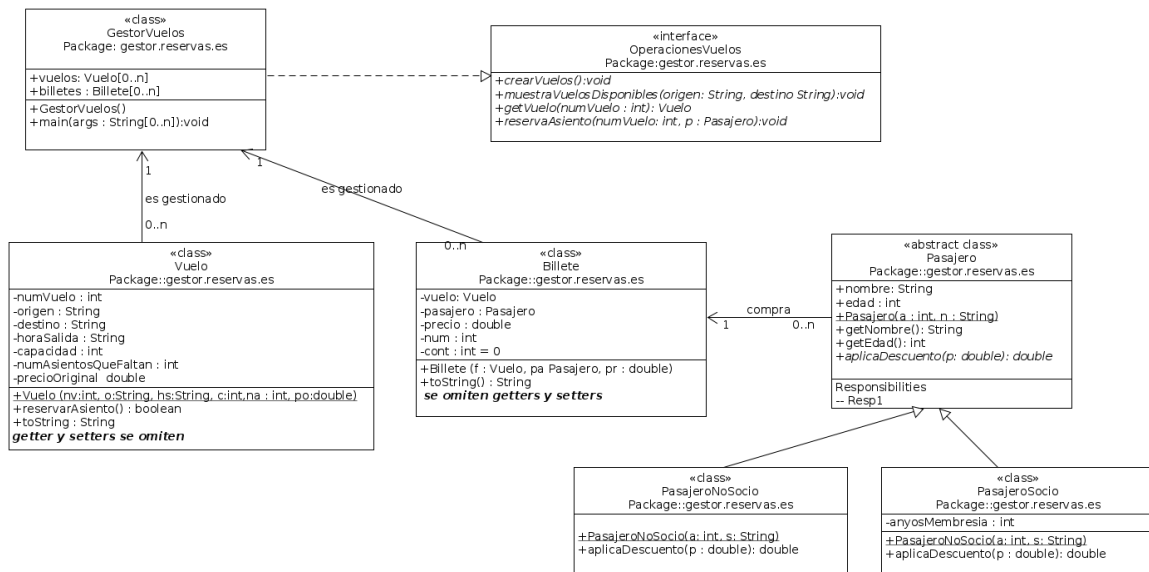 «class»
GestorVuelos
Package: gestor.reservas.es
+vuelos: Vuelo[0..n]
+billetes : Billete[0..n]
+GestorVuelos()
+main(args : String[0..n]):void
«interface»
OperacionesVuelos
Package:gestor.reservas.es
+crearVuelos():void
+muestraVuelosDisponibles(origen: String, destino String):void
+getVuelo(numVuelo : int): Vuelo
+reservaAsiento(numVuelo: int, p : Pasajero):void
1
es gestionado
0..n
1
es gestionado
0..n
«class»
Vuelo
Package::gestor.reservas.es
-numVuelo : int
-origen : String
-destino : String
-horaSalida : String
-capacidad : int
-numAsientosQueFaltan : int
-precioOriginal  double
+Vuelo (nv:int, o:String, hs:String, c:int,na : int, po:double)
+reservarAsiento() : boolean
+toString : String
getter y setters se omiten
«class»
Billete
Package::gestor.reservas.es
-vuelo: Vuelo
-pasajero : Pasajero
-precio : double
-num : int
-cont : int = 0
+Billete (f : Vuelo, pa Pasajero, pr : double)
+toString() : String
se omiten getters y setters
compra
1
0..n
«abstract class»
Pasajero
Package::gestor.reservas.es
+nombre: String
+edad : int
+Pasajero(a : int, n : String)
+getNombre(): String
+getEdad(): int
+aplicaDescuento(p: double): double
Responsibilities
-- Resp1
«class»
PasajeroNoSocio
Package::gestor.reservas.es
+PasajeroNoSocio(a: int, s: String)
+aplicaDescuento(p : double): double
«class»
PasajeroSocio
Package::gestor.reservas.es
-anyosMembresia : int
+PasajeroNoSocio(a: int, s: String)
+aplicaDescuento(p : double): double